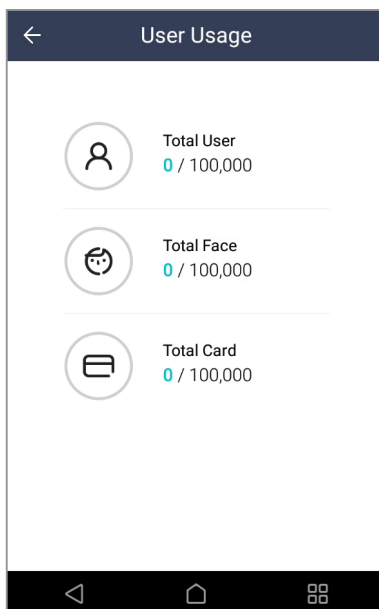 User Usage
Total User
0 / 100,000
Total Face
0 / 100,000
Total Card
0 / 100,000